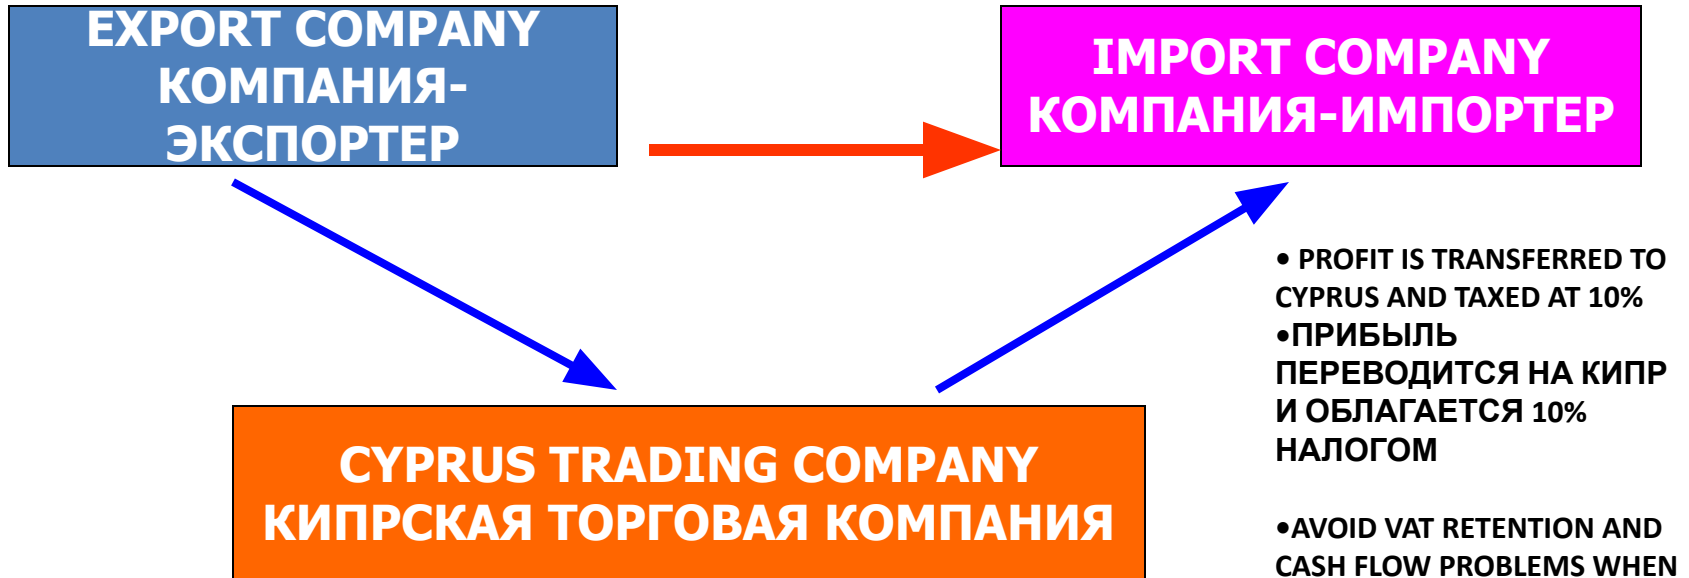 EXPORT COMPANY
КОМПАНИЯ-
ЭКСПОРТЕР
IMPORT COMPANY
КОМПАНИЯ-ИМПОРТЕР
• PROFIT IS TRANSFERRED TO
CYPRUS AND TAXED AT 10%
•ПРИБЫЛЬ
ПЕРЕВОДИТСЯ НА КИПР
И ОБЛАГАЕТСЯ 10%
НАЛОГОМ
•AVOID VAT RETENTION AND
CASH FLOW PROBLEMS WHEN
CYPRUS TRADING COMPANY
КИПРСКАЯ ТОРГОВАЯ КОМПАНИЯ